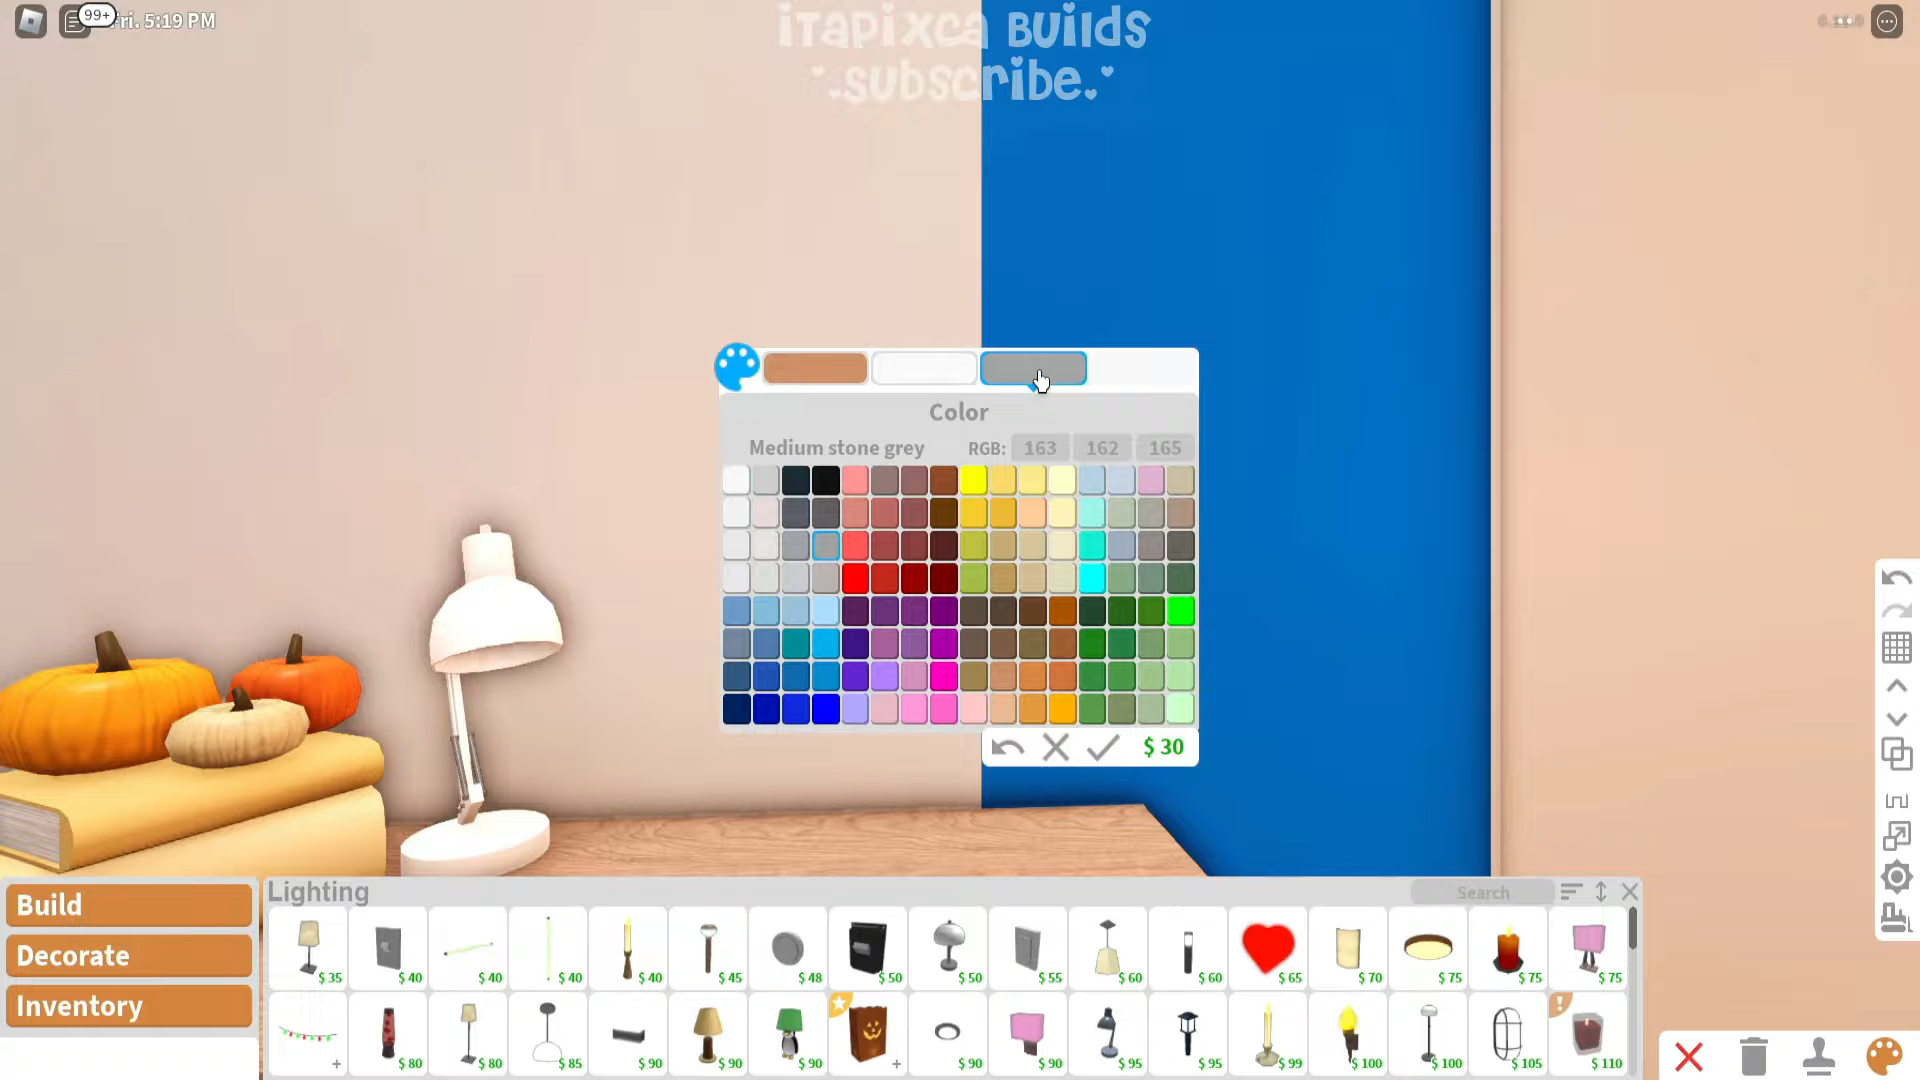 99+
Fri. 5:19 PM
iTapixca Builds
.subscribe.
Color
Medium stone grey RGB: 163 162 165
$ 30
Build
Decorate
Inventory
Lighting
Search
$ 35 $ 40 $ 40 $ 40 $ 40 $ 45 $ 48 $ 50 $ 50 $ 55 $ 60 $ 60 $ 65 $ 70 $ 75 $ 75 $ 75
+ $ 80 $ 80 $ 85 $ 90 $ 90 $ 90 + $ 90 $ 90 $ 95 $ 95 $ 99 $ 100 $ 100 $ 105 $ 110